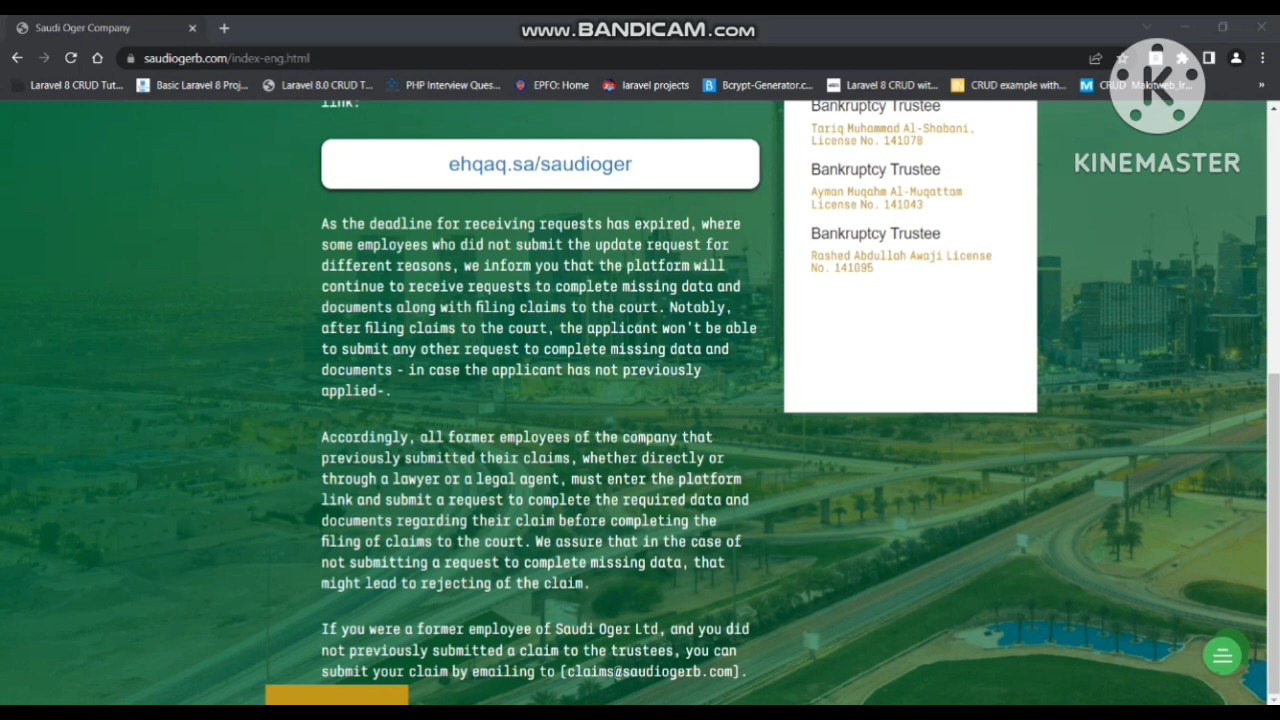 Saudi Oger Company
www.BANDICAM.com
saudiogerb.com/index-eng.html
Laravel 8 CRUD Tut...
Basic Laravel 8 Proj...
Laravel 8.0 CRUD T...
PHP Interview Ques...
EPFO: Home
laravel projects
Bcrypt-Generator.c...
Laravel 8 CRUD wit...
CRUD example with...
K
KINEMASTER
link:
ehqaq.sa/saudioger
As the deadline for receiving requests has expired, where
some employees who did not submit the update request for
different reasons, we inform you that the platform will
continue to receive requests to complete missing data and
documents along with filing claims to the court. Notably,
after filing claims to the court, the applicant won't be able
to submit any other request to complete missing data and
documents - in case the applicant has not previously
applied-.
Accordingly, all former employees of the company that
previously submitted their claims, whether directly or
through a lawyer or a legal agent, must enter the platform
link and submit a request to complete the required data and
documents regarding their claim before completing the
filing of claims to the court. We assure that in the case of
not submitting a request to complete missing data, that
might lead to rejecting of the claim.
If you were a former employee of Saudi Oger Ltd, and you did
not previously submitted a claim to the trustees, you can
submit your claim by emailing to [claims@saudiogerb.com].
Bankruptcy Trustee
Tariq Muhammad Al-Shabani,
License No. 141078
Bankruptcy Trustee
Ayman Muqahm Al-Muqattam
License No. 141043
Bankruptcy Trustee
Rashed Abdullah Awaji License
No. 141095